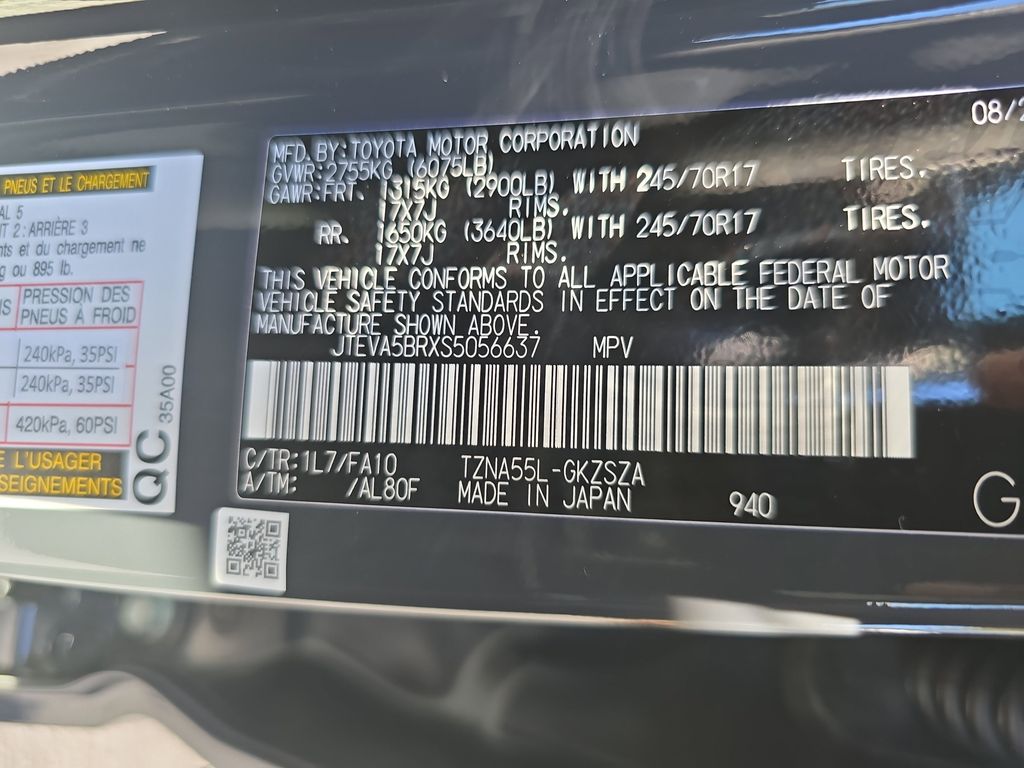 PNEUS ET LE CHARGEMENT
AL 5
T 2: ARRIÈRE 3
nts et du chargement ne
g ou 895 lb.
PRESSION DES
PNEUS À FROID
240kPa, 35PSI
240kPa, 35PSI
420kPa, 60PSI
E L'USAGER
SEIGNEMENTS
QC
35A00
08/2
MFD. BY: TOYOTA MOTOR CORPORATION
GVWR: 2755KG (6075LB)
GAWR: FRT. 1315KG (2900LB) WITH 245/70R17 TIRES.
17X7J RIMS.
RR. 1650KG (3640LB) WITH 245/70R17 TIRES.
17X7J RIMS.
THIS VEHICLE CONFORMS TO ALL APPLICABLE FEDERAL MOTOR
VEHICLE SAFETY STANDARDS IN EFFECT ON THE DATE OF
MANUFACTURE SHOWN ABOVE.
JTEVA5BRXS5056637 MPV
C/TR: 1L7/FA10 TZNA55L-GKZSZA
A/TM: /AL80F MADE IN JAPAN 940
G